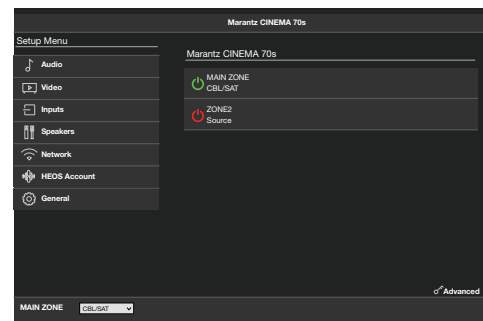 Marantz CINEMA 70s
Setup Menu
Marantz CINEMA 70s
Audio
Video
Inputs
Speakers
Network
HEOS Account
General
MAIN ZONE
CBL/SAT
ZONE2
Source
Advanced
MAIN ZONE
CBL/SAT